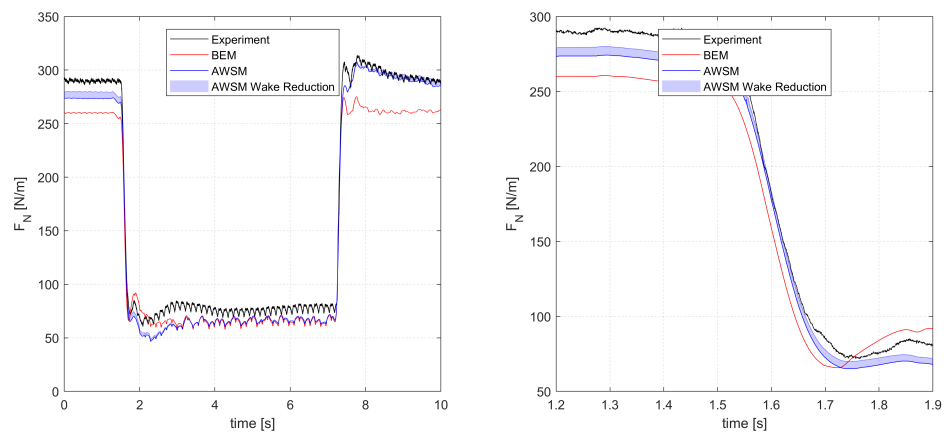 350
300
250
200
150
100
50
0
F_N [N/m]
0 2 4 6 8 10
time [s]
Experiment
BEM
AWSM
AWSM Wake Reduction
300
250
200
150
100
50
F_N [N/m]
1.2 1.3 1.4 1.5 1.6 1.7 1.8 1.9
time [s]
Experiment
BEM
AWSM
AWSM Wake Reduction